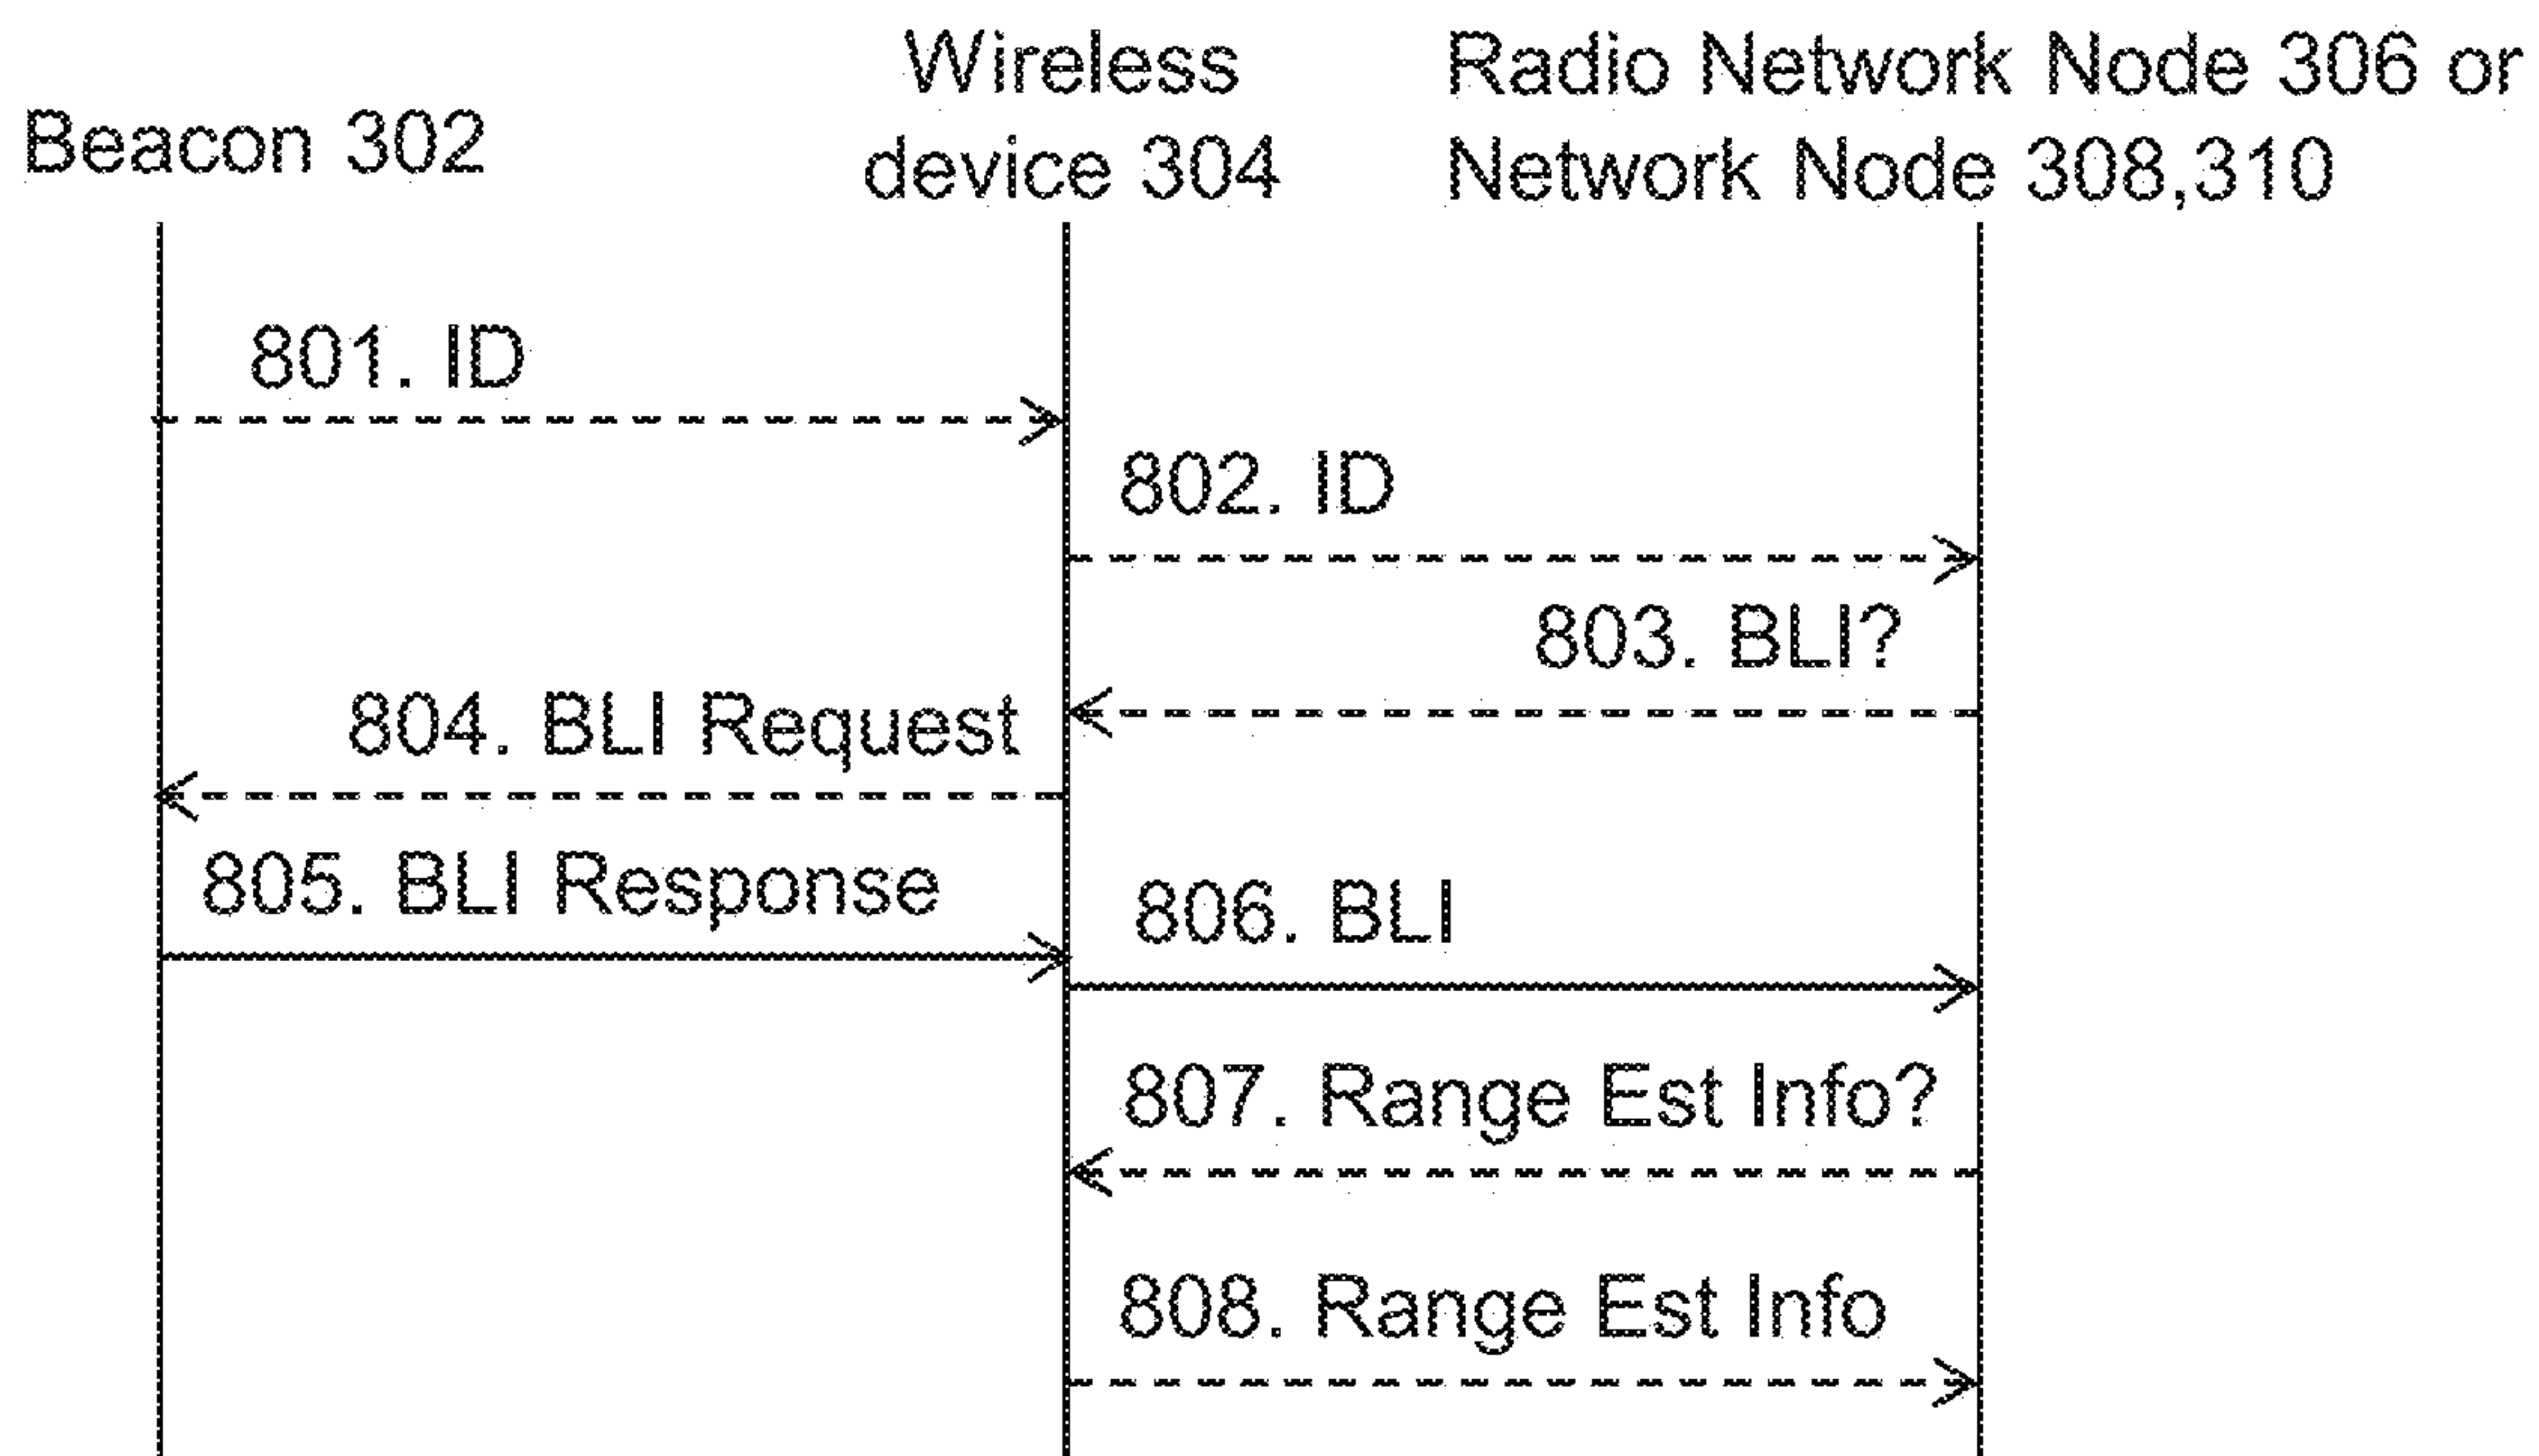 Beacon 302
Wireless
device 304
Radio Network Node 306 or
Network Node 308,310
801. ID
802. ID
803. BLI?
804. BLI Request
805. BLI Response
806. BLI
807. Range Est Info?
808. Range Est Info